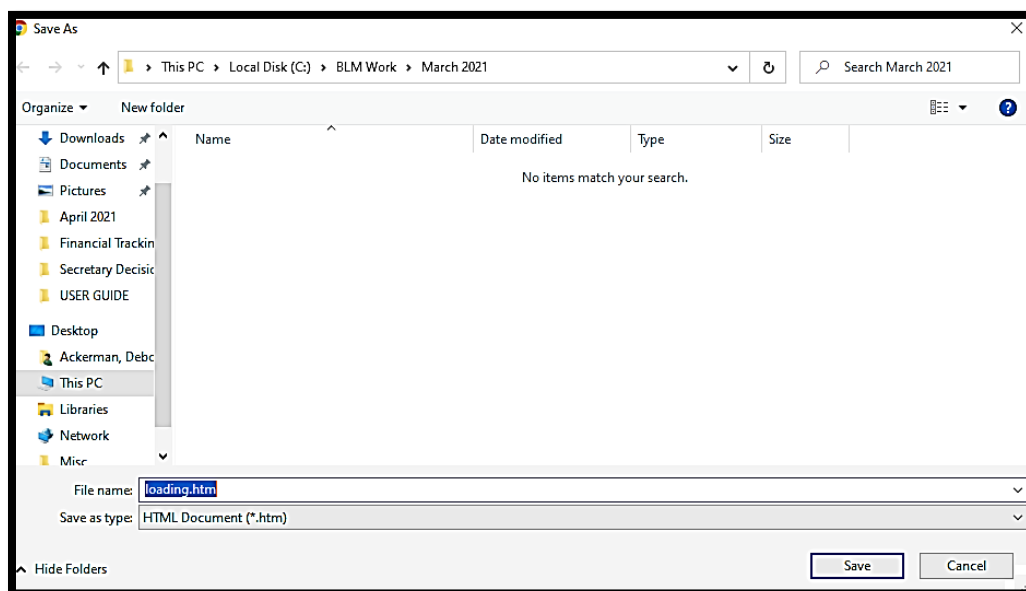 Save As
This PC > Local Disk (C:) > BLM Work > March 2021
Search March 2021
Organize
New folder
Name
Date modified
Type
Size
No items match your search.
Downloads
Documents
Pictures
April 2021
Financial Trackin
Secretary Decisic
USER GUIDE
Desktop
Ackerman, Debc
This PC
Libraries
Network
Misc
File name: loading.htm
Save as type: HTML Document (*.htm)
Hide Folders
Save
Cancel